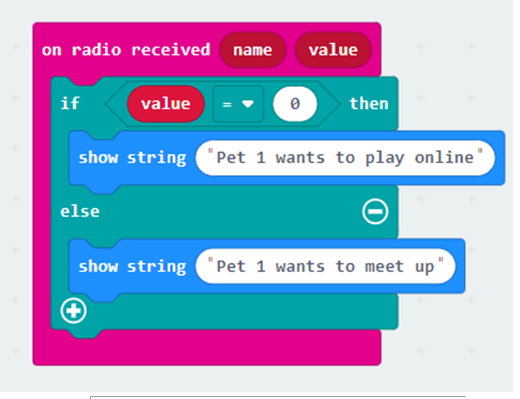 on radio received name value
if value = 0 then
show string "Pet 1 wants to play online"
else
show string "Pet 1 wants to meet up"